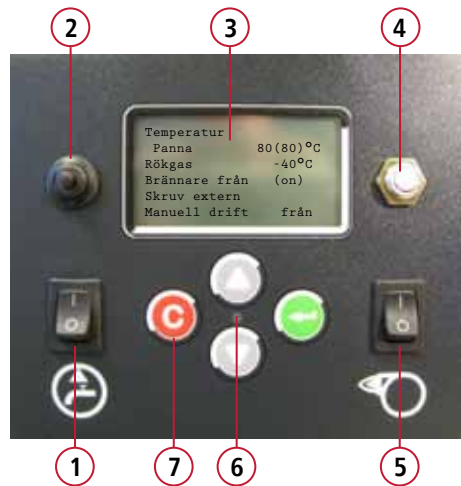 2 3 4
Temperatur
Panna 80(80)°C
Rökgas -40°C
Brännare från (on)
Skruv extern
Manuell drift från
C
I I
O O
1 7 6 5